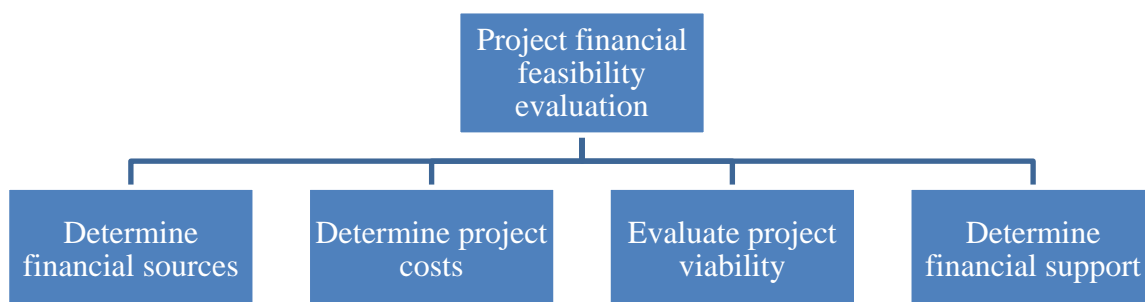 Project financial
feasibility
evaluation
Determine
financial sources
Determine project
costs
Evaluate project
viability
Determine
financial support